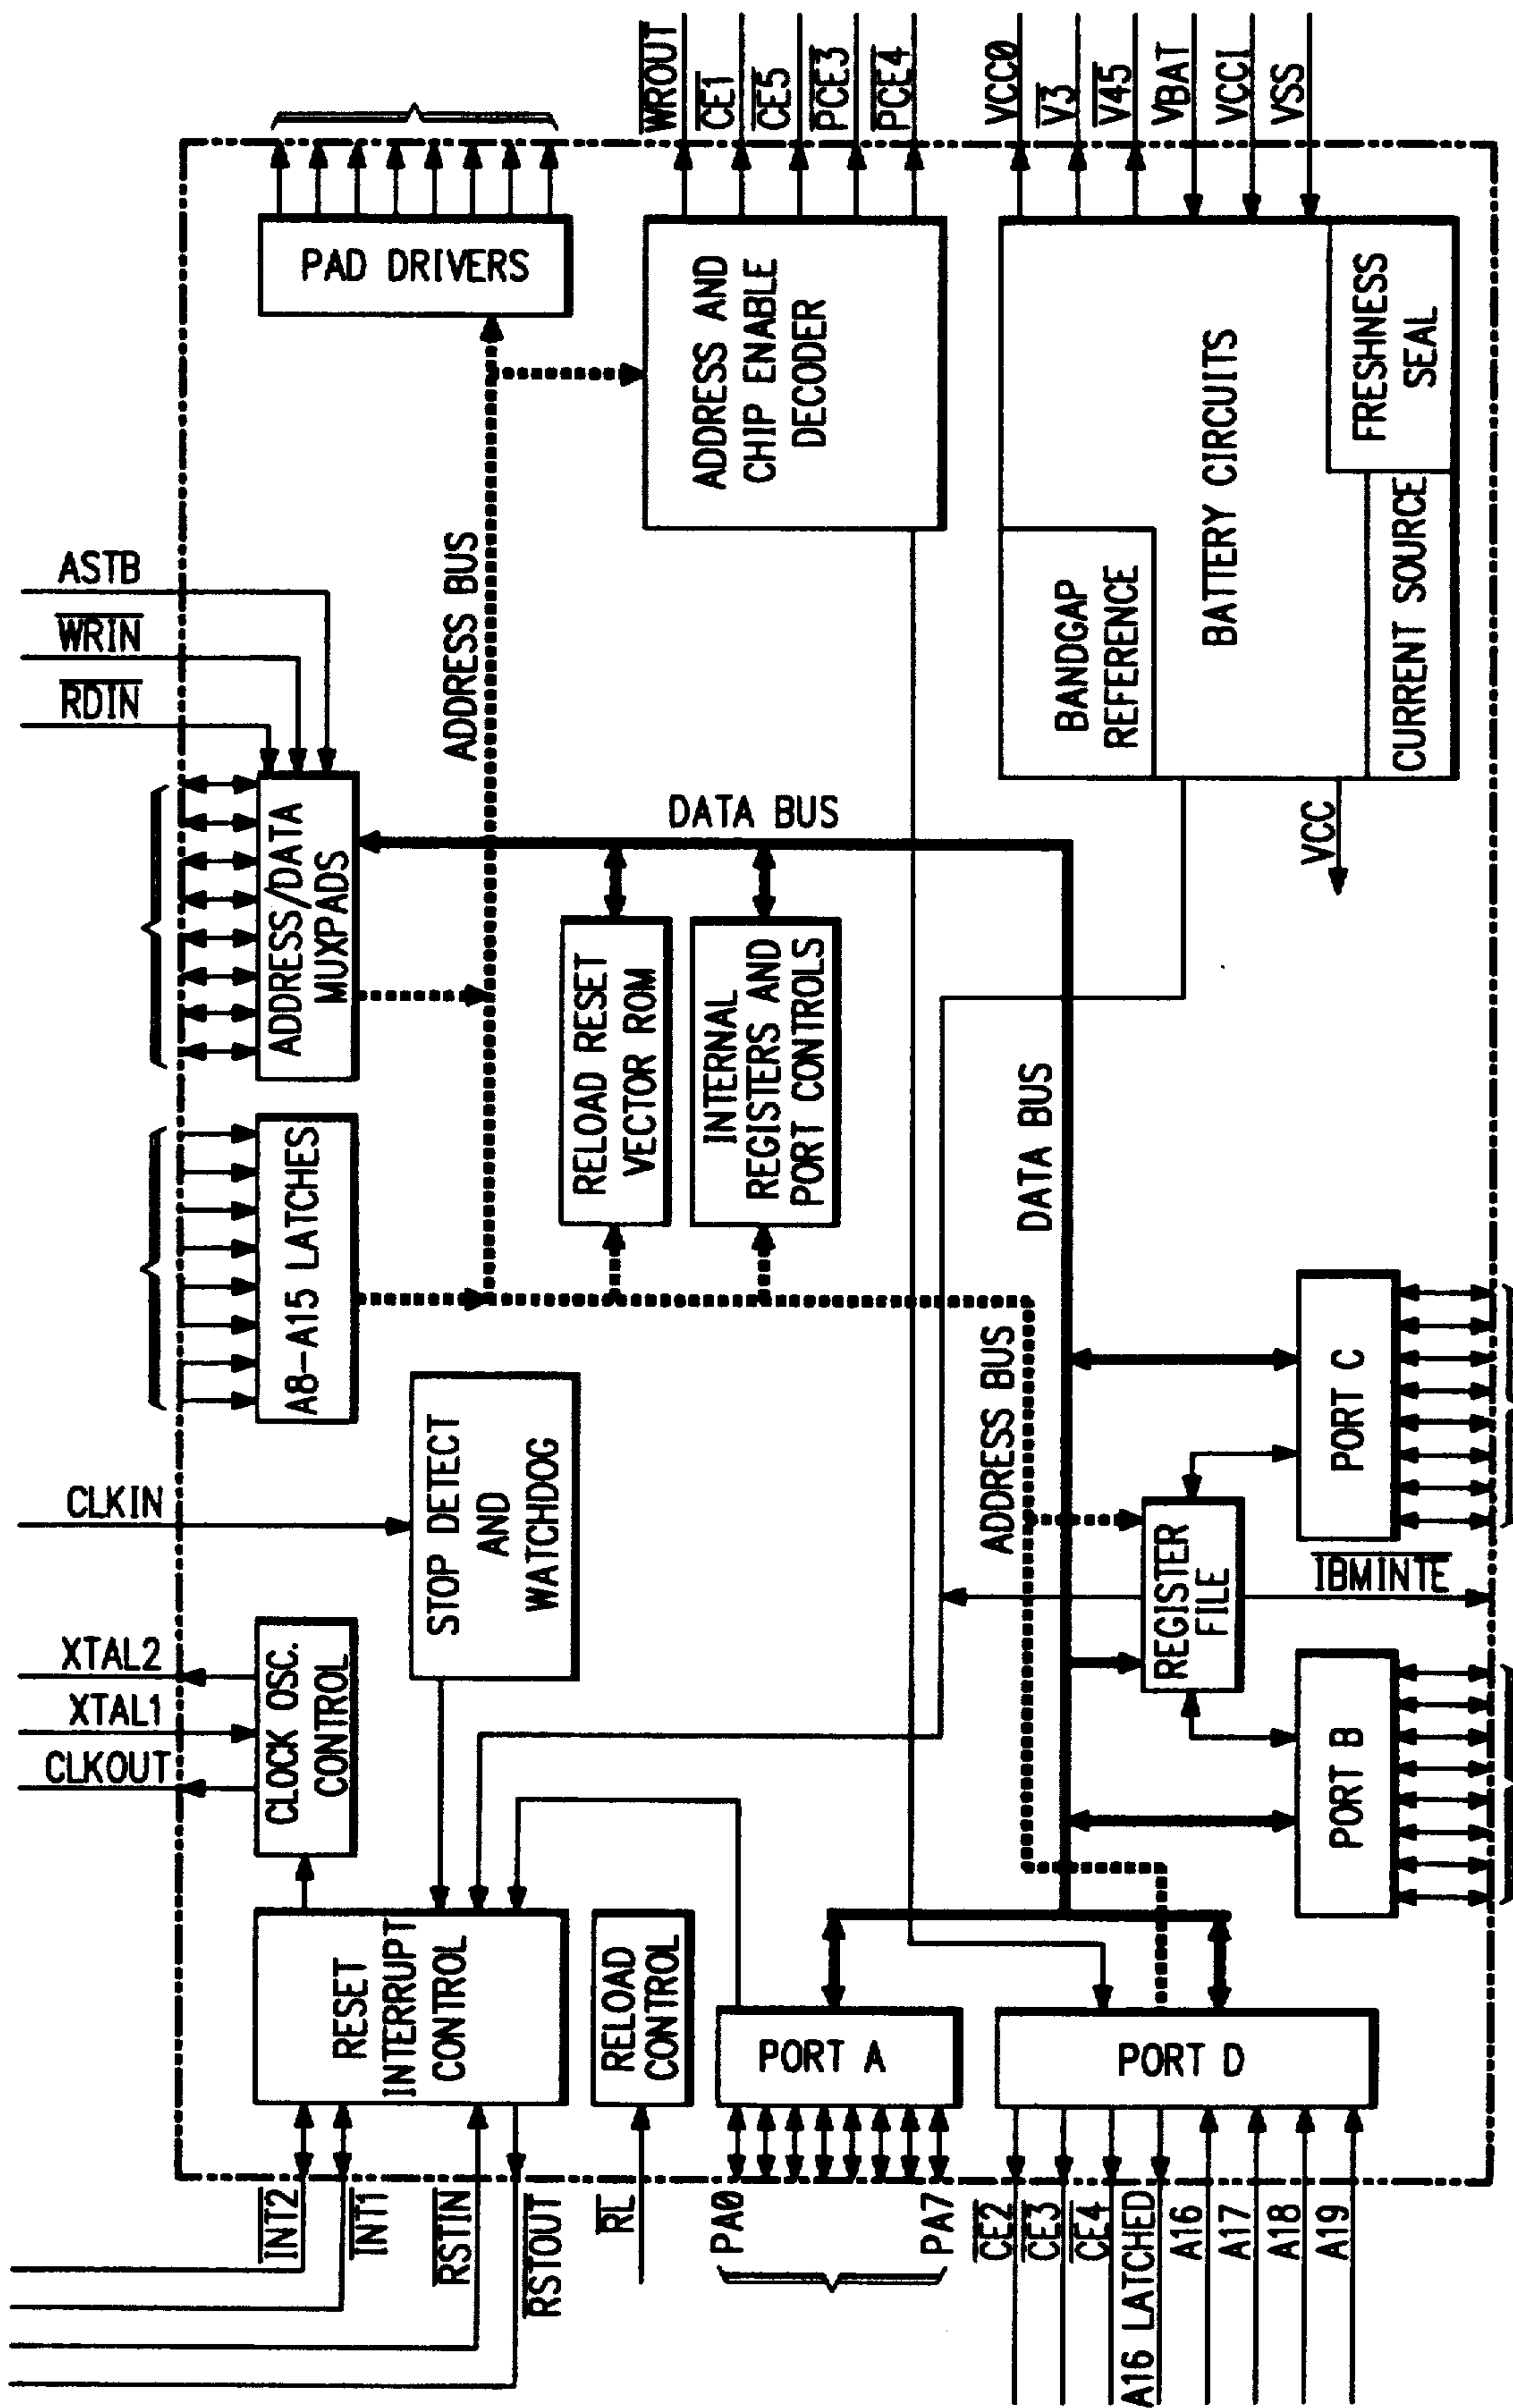 INT2
INT1
RSTIN
RSTOUT
RL
PA0
PA7
CE2
CE3
CE4
A16 LATCHED
A16
A17
A18
A19
CLKOUT
XTAL1
XTAL2
CLKIN
RDIN
WRIN
ASTB
RESET
INTERRUPT
CONTROL
CLOCK OSC.
CONTROL
STOP DETECT
AND
WATCHDOG
A8-A15 LATCHES
ADDRESS/DATA
MUXPADS
PAD DRIVERS
ADDRESS BUS
RELOAD
CONTROL
RELOAD RESET
VECTOR ROM
INTERNAL
REGISTERS AND
PORT CONTROLS
DATA BUS
ADDRESS AND
CHIP ENABLE
DECODER
WROUT
CE1
CE5
PCE3
PCE4
PORT A
PORT D
ADDRESS BUS
DATA BUS
REGISTER
FILE
IBMINTE
PORT B
PORT C
BANDGAP
REFERENCE
BATTERY CIRCUITS
CURRENT SOURCE
FRESHNESS
SEAL
VCC
VCC0
V3
V45
VBAT
VCCI
VSS